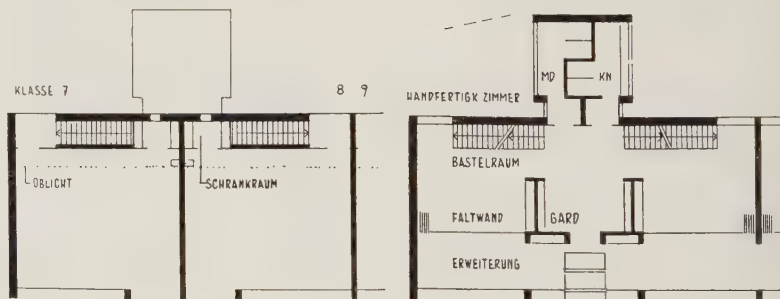 KLASSE 7
8 9
OBLICHT
SCHRANKRAUM
HANDFERTIGK ZIMMER
MD KN
BASTELRAUM
FALTWAND GARD
ERWEITERUNG